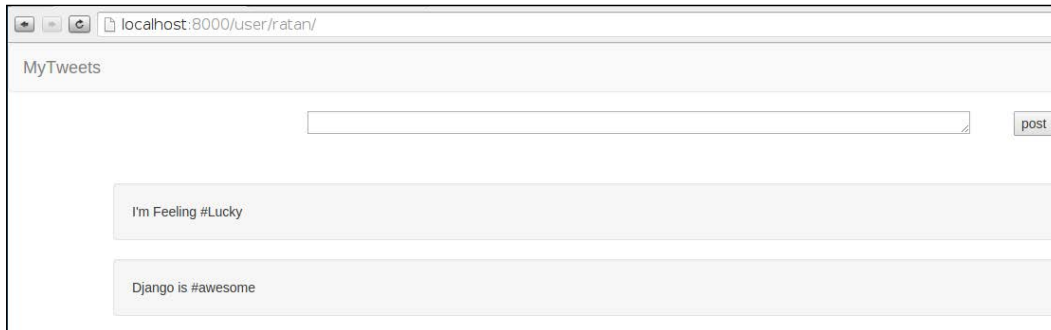 localhost:8000/user/ratan/
MyTweets
post
I'm Feeling #Lucky
Django is #awesome